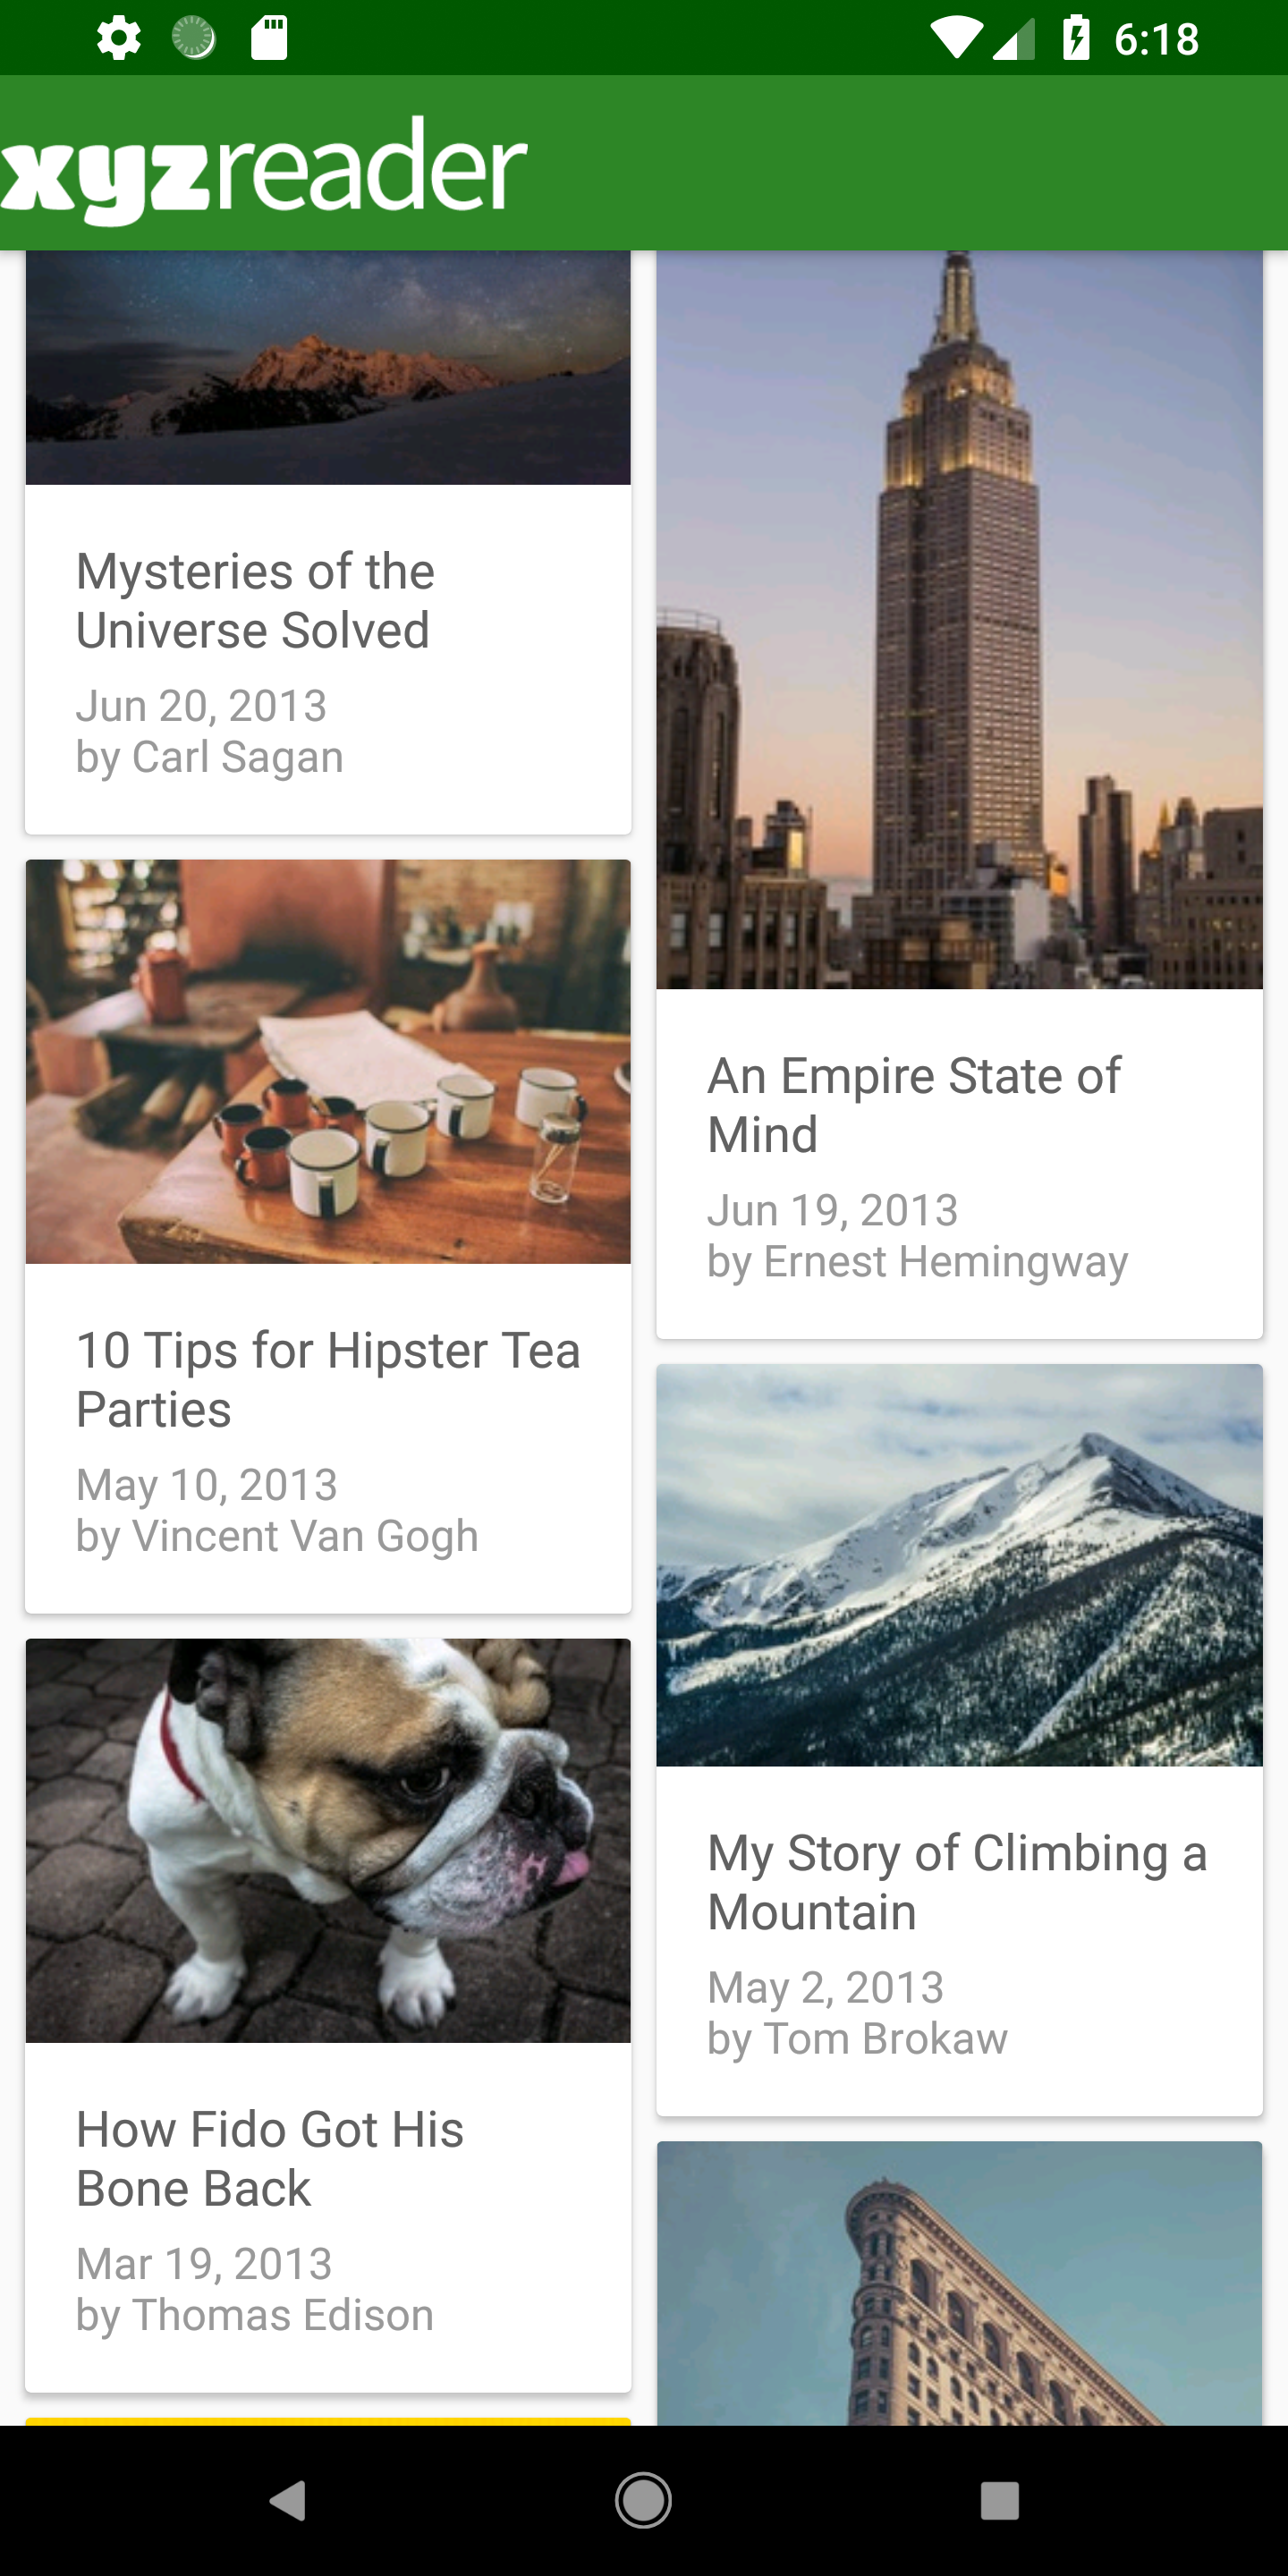 6:18
xyzreader
Mysteries of the
Universe Solved
Jun 20, 2013
by Carl Sagan
An Empire State of
Mind
Jun 19, 2013
by Ernest Hemingway
10 Tips for Hipster Tea
Parties
May 10, 2013
by Vincent Van Gogh
My Story of Climbing a
Mountain
May 2, 2013
by Tom Brokaw
How Fido Got His
Bone Back
Mar 19, 2013
by Thomas Edison